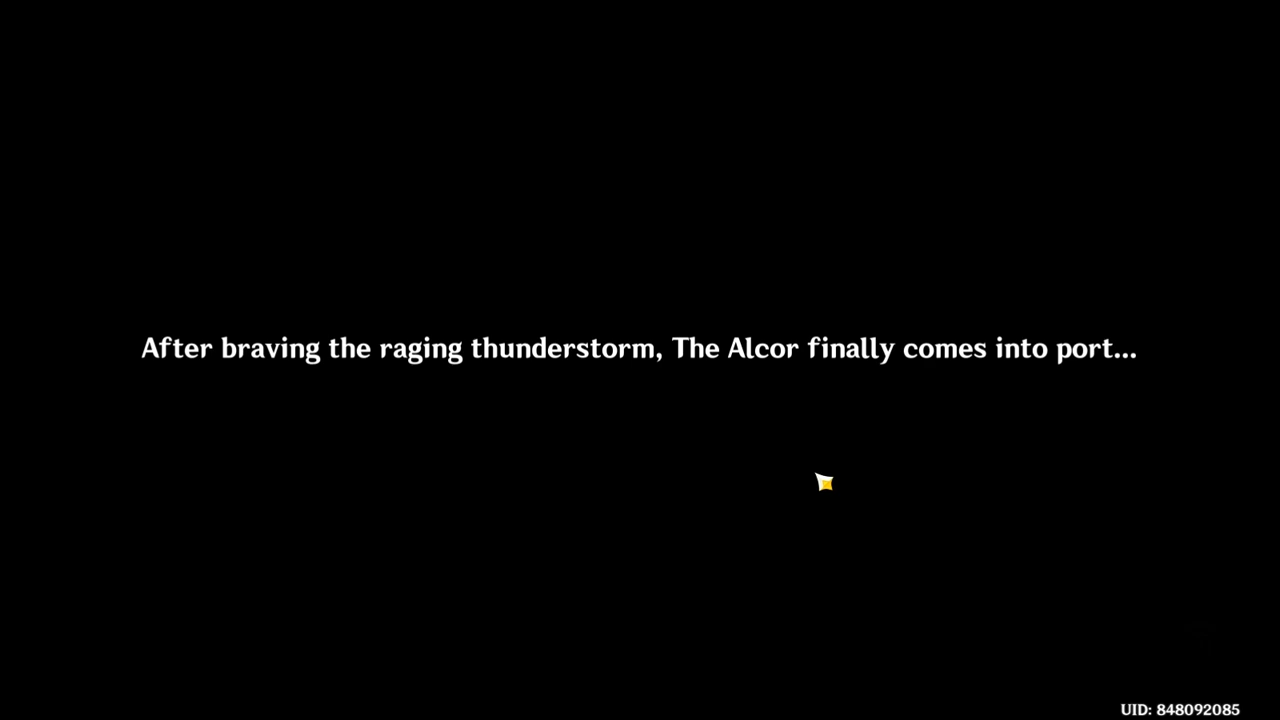 After braving the raging thunderstorm, The Alcor finally comes into port...
UID: 848092085